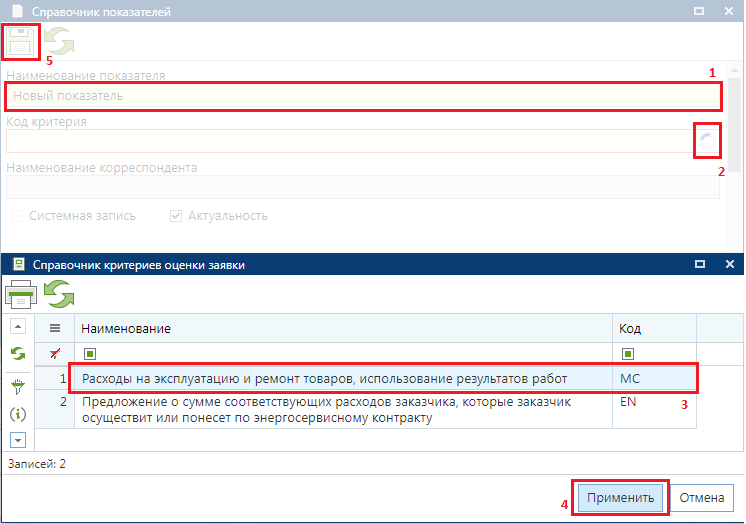 Справочник показателей
5
Наименование показателя
1
Новый показатель
Код критерия
2
Наименование корреспондента
Системная запись Актуальность
Справочник критериев оценки заявки
Наименование Код
1 Расходы на эксплуатацию и ремонт товаров, использование результатов работ MC
2 Предложение о сумме соответствующих расходов заказчика, которые заказчик EN
осуществит или понесет по энергосервисному контракту
3
Записей: 2
4 Применить Отмена